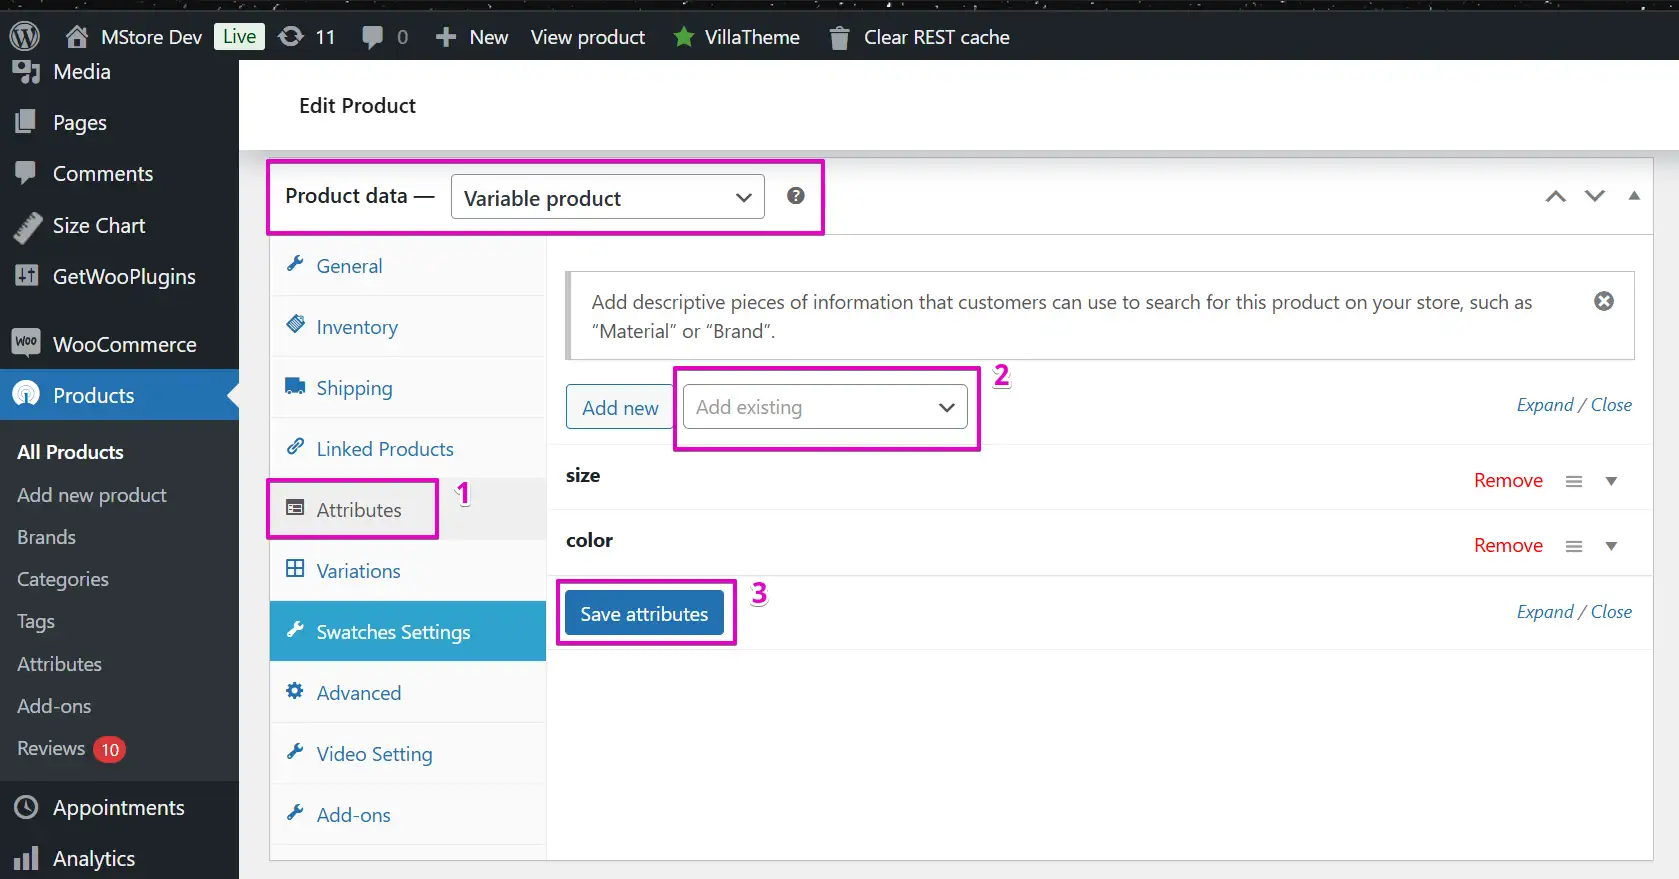 MStore Dev Live 11 0 New View product VillaTheme Clear REST cache
Media
Pages
Comments
Size Chart
GetWooPlugins
Woo WooCommerce
Products
All Products
Add new product
Brands
Categories
Tags
Attributes
Add-ons
Reviews 10
Appointments
Analytics
Edit Product
Product data — Variable product ?
General
Inventory
Shipping
Linked Products
Attributes 1
Variations
Swatches Settings
Advanced
Video Setting
Add-ons
Add descriptive pieces of information that customers can use to search for this product on your store, such as
“Material” or “Brand”.
Add new Add existing 2 Expand / Close
size Remove
color Remove
Save attributes 3 Expand / Close